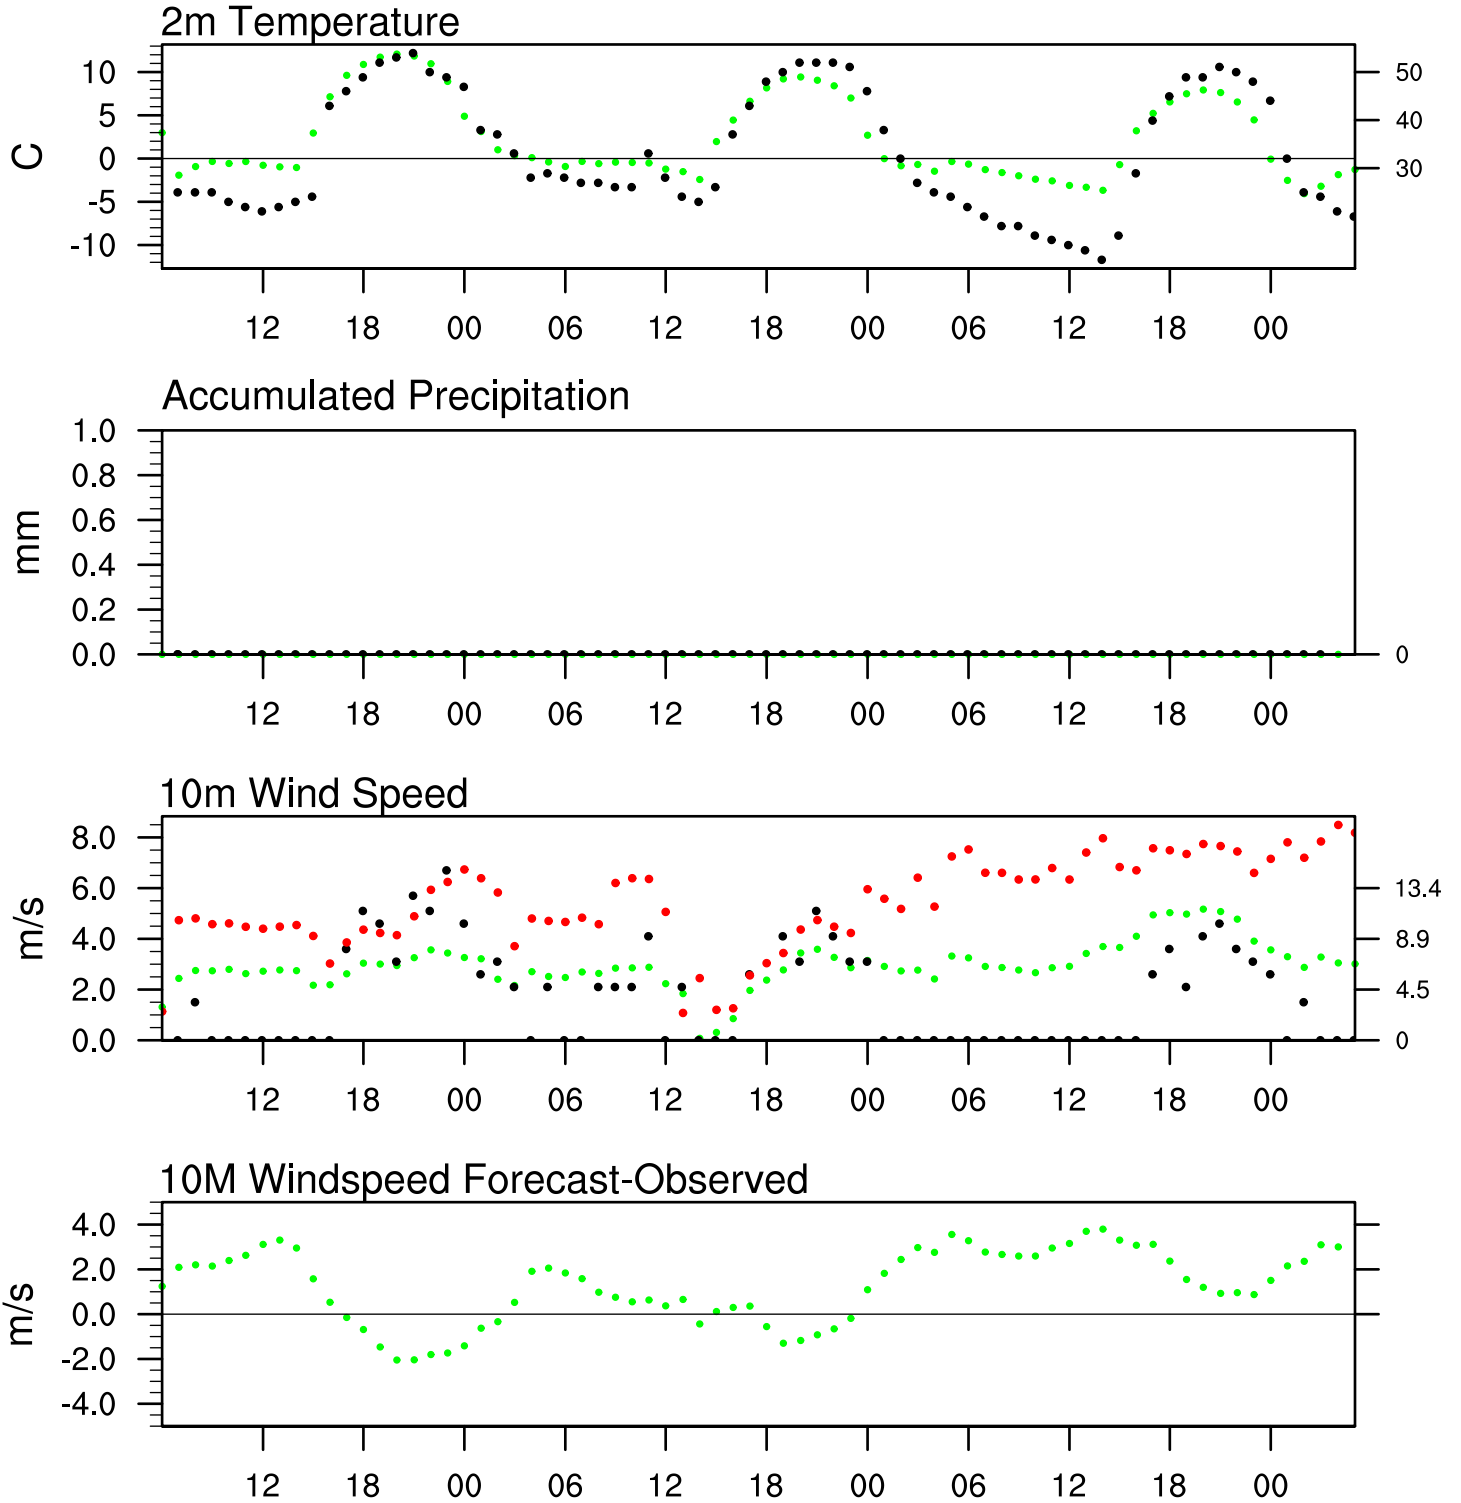 2m Temperature
10 50
5 40
0 30
-5
-10
C
12 18 00 06 12 18 00 06 12 18 00
Accumulated Precipitation
1.0
0.8
0.6
0.4
0.2
0.0 0
mm
12 18 00 06 12 18 00 06 12 18 00
10m Wind Speed
8.0
6.0 13.4
4.0 8.9
2.0 4.5
0.0 0
m/s
12 18 00 06 12 18 00 06 12 18 00
10M Windspeed Forecast-Observed
4.0
2.0
0.0
-2.0
-4.0
m/s
12 18 00 06 12 18 00 06 12 18 00